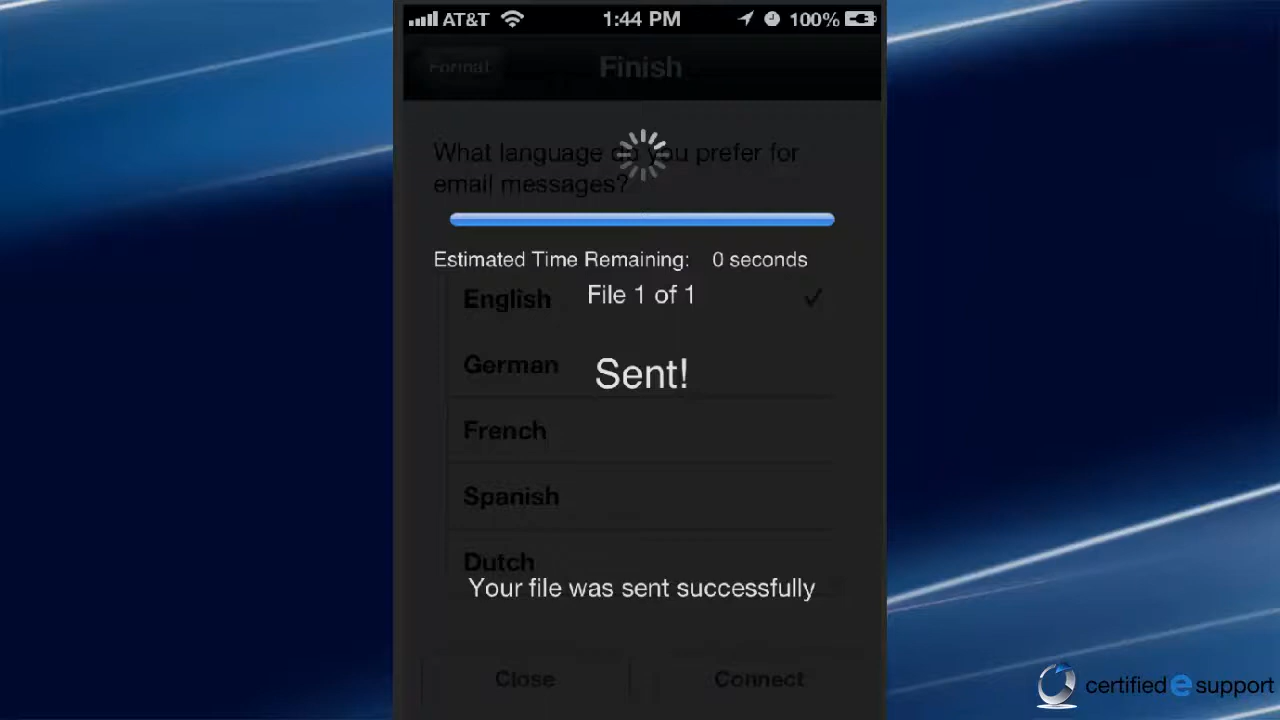 AT&T 1:44 PM 100%
Format Finish
What language do you prefer for
email messages?
Estimated Time Remaining: 0 seconds
File 1 of 1
English
Sent!
German
French
Spanish
Dutch
Your file was sent successfully
Close Connect
certified e support